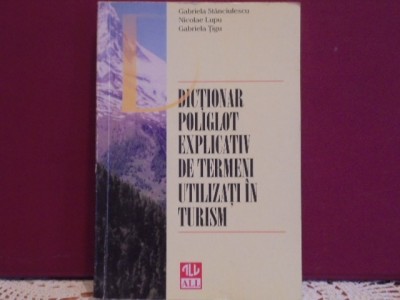 Gabriela Stănciulescu
Nicolae Lupu
Gabriela Țigu
DICȚIONAR
POLIGLOT
EXPLICATIV
DE TERMENI
UTILIZAȚI ÎN
TURISM
ALL